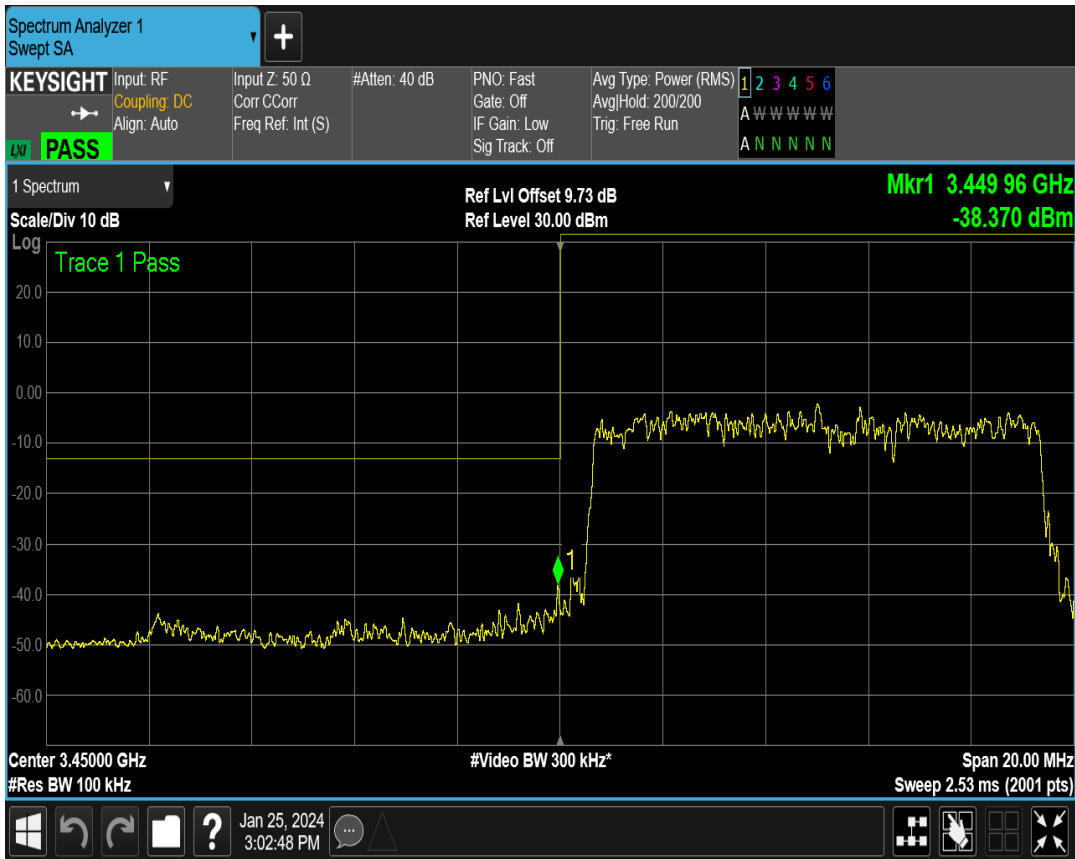 Spectrum Analyzer 1
Swept SA
+
KEYSIGHT
LXI
PASS
Input: RF
Coupling: DC
Align: Auto
Input Z: 50 Ω
Corr CCorr
Freq Ref: Int (S)
#Atten: 40 dB
PNO: Fast
Gate: Off
IF Gain: Low
Sig Track: Off
Avg Type: Power (RMS)
Avg|Hold: 200/200
Trig: Free Run
1 2 3 4 5 6
A W W W W W
A N N N N N
1 Spectrum
Scale/Div 10 dB
Ref Lvl Offset 9.73 dB
Ref Level 30.00 dBm
Mkr1 3.449 96 GHz
-38.370 dBm
Log
Trace 1 Pass
20.0
10.0
0.00
-10.0
-20.0
-30.0
-40.0
-50.0
-60.0
1
Center 3.45000 GHz
#Video BW 300 kHz*
Span 20.00 MHz
#Res BW 100 kHz
Sweep 2.53 ms (2001 pts)
?
Jan 25, 2024
3:02:48 PM